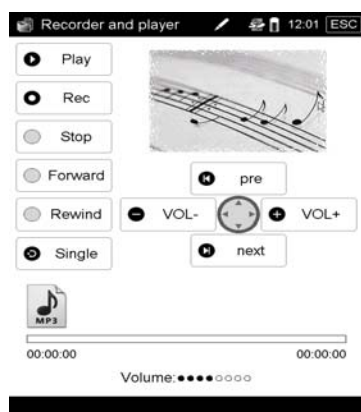 Recorder and player 12:01 ESC
Play
Rec
Stop
Forward
pre
Rewind
VOL-
VOL+
Single
next
MP3
00:00:00 00:00:00
Volume: